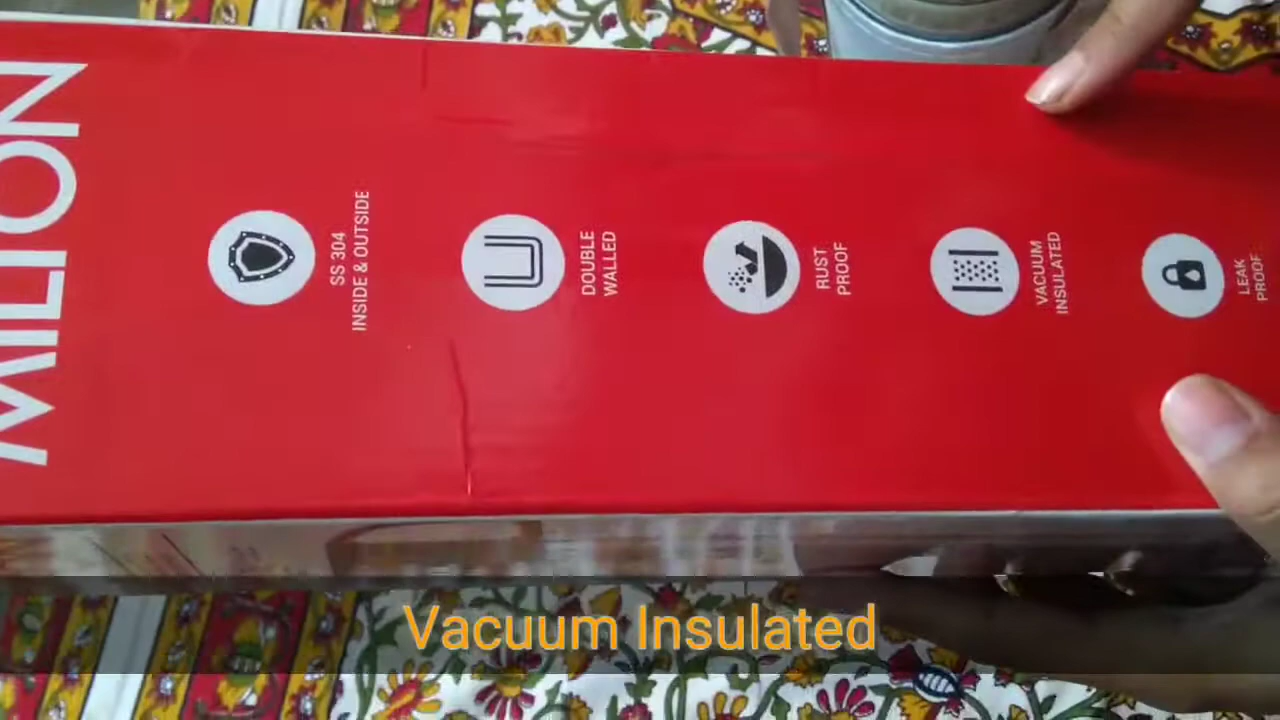 MILTON
SS 304
INSIDE & OUTSIDE
DOUBLE
WALLED
RUST
PROOF
VACUUM
INSULATED
LEAK
PROOF
Vacuum Insulated